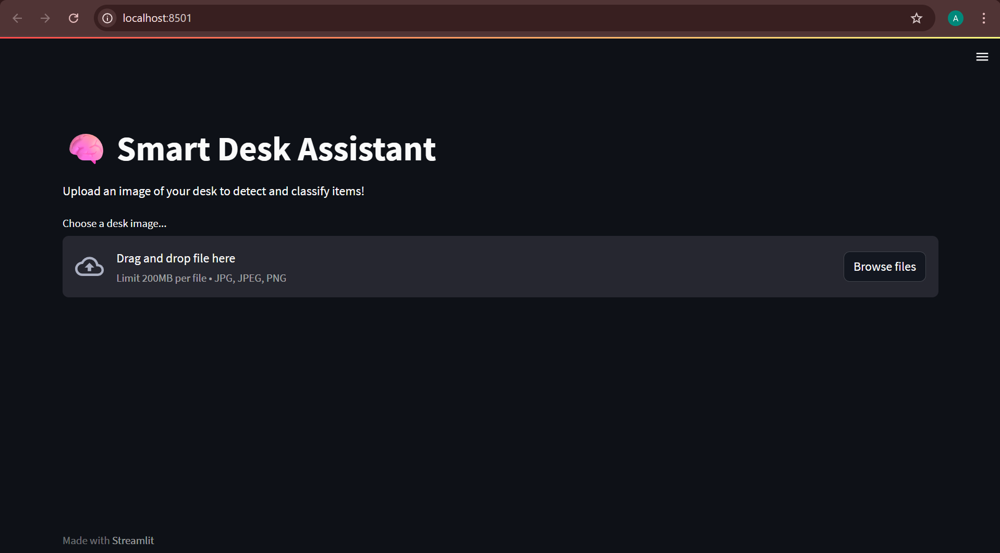 localhost:8501
A
Smart Desk Assistant
Upload an image of your desk to detect and classify items!
Choose a desk image...
Drag and drop file here
Limit 200MB per file • JPG, JPEG, PNG
Browse files
Made with Streamlit